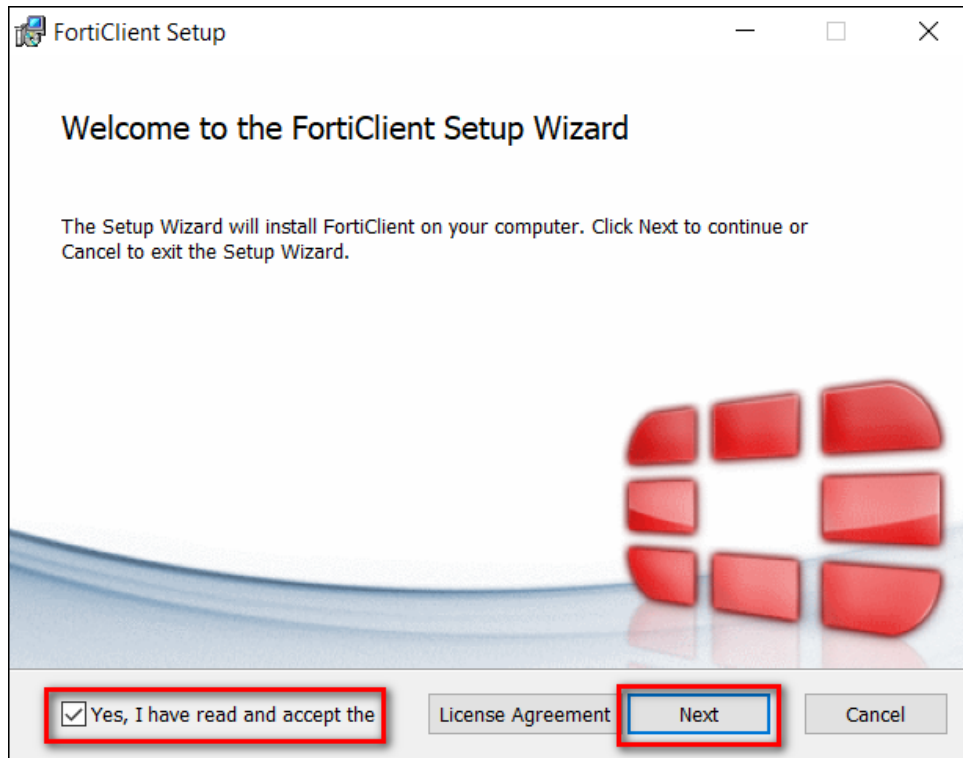 FortiClient Setup
Welcome to the FortiClient Setup Wizard
The Setup Wizard will install FortiClient on your computer. Click Next to continue or
Cancel to exit the Setup Wizard.
Yes, I have read and accept the
License Agreement
Next
Cancel